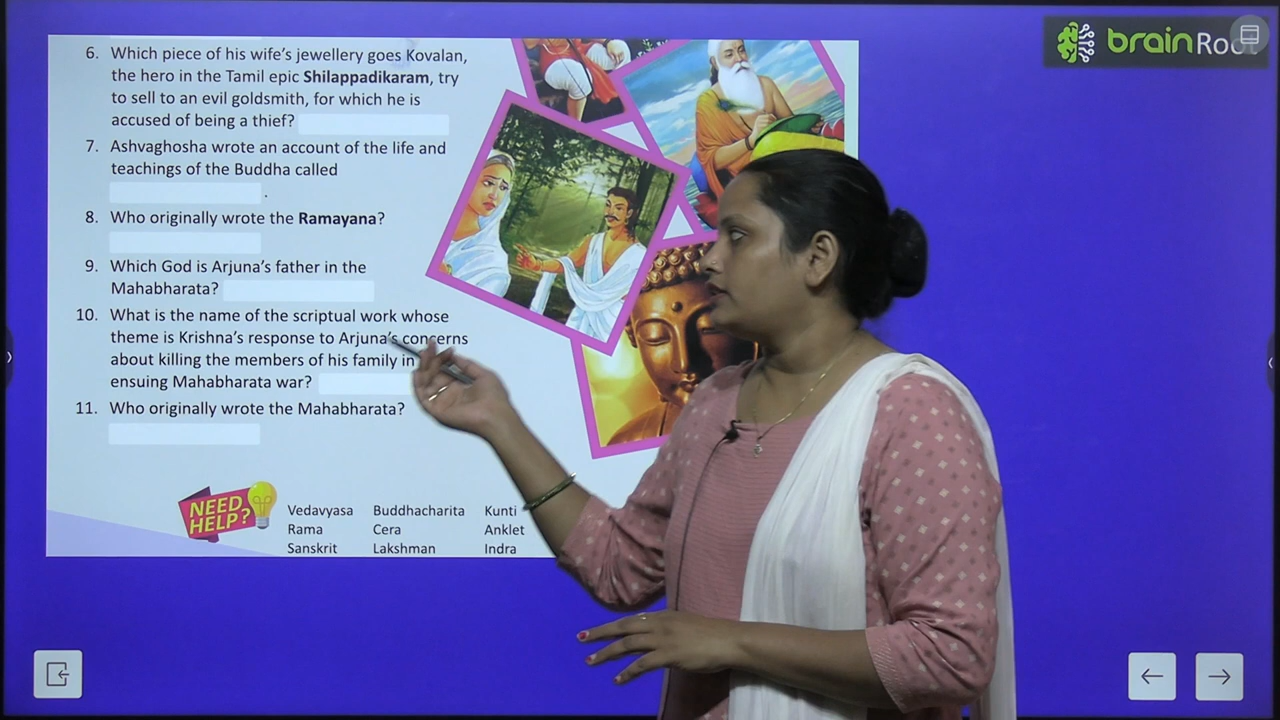 brainRoot
6. Which piece of his wife's jewellery goes Kovalan,
the hero in the Tamil epic Shilappadikaram, try
to sell to an evil goldsmith, for which he is
accused of being a thief?
7. Ashvaghosha wrote an account of the life and
teachings of the Buddha called
.
8. Who originally wrote the Ramayana?
9. Which God is Arjuna's father in the
Mahabharata?
10. What is the name of the scriptual work whose
theme is Krishna's response to Arjuna's concerns
about killing the members of his family in
ensuing Mahabharata war?
11. Who originally wrote the Mahabharata?
NEED
HELP?
Vedavyasa Buddhacharita Kunti
Rama Cera Anklet
Sanskrit Lakshman Indra